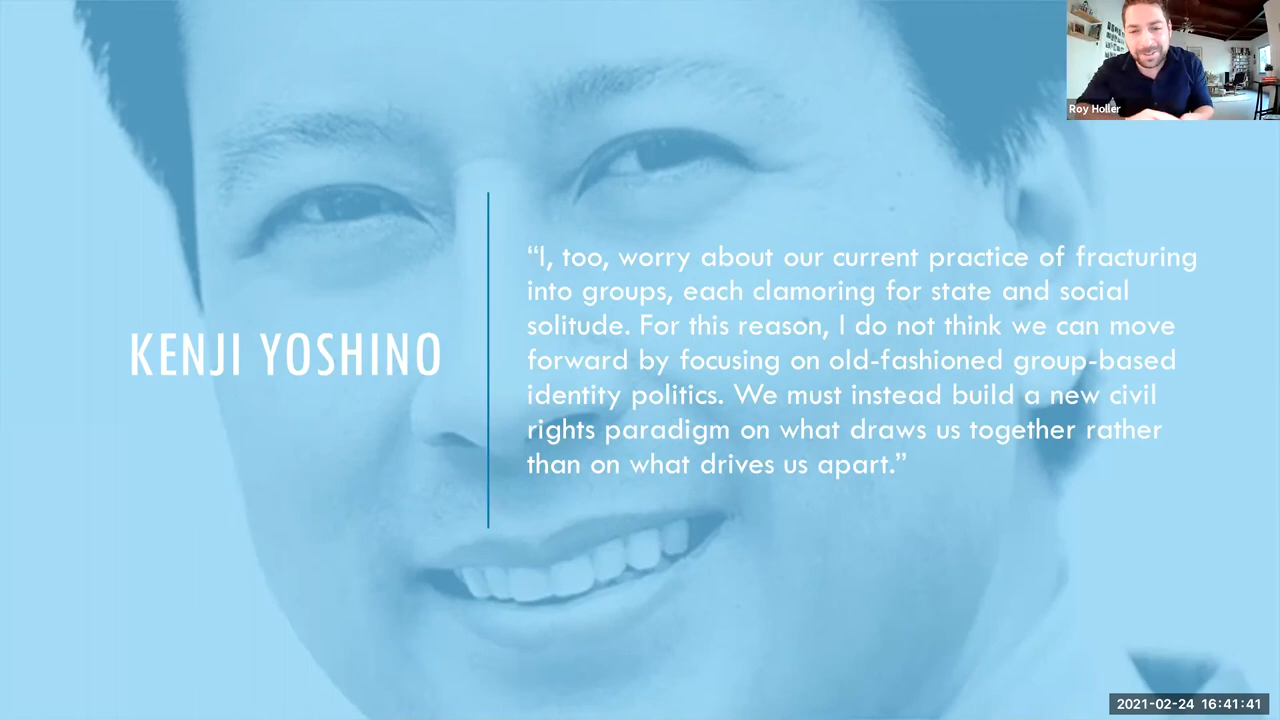 Roy Holler
KENJI YOSHINO
“I, too, worry about our current practice of fracturing
into groups, each clamoring for state and social
solitude. For this reason, I do not think we can move
forward by focusing on old-fashioned group-based
identity politics. We must instead build a new civil
rights paradigm on what draws us together rather
than on what drives us apart.”
2021-02-24 16:41:41